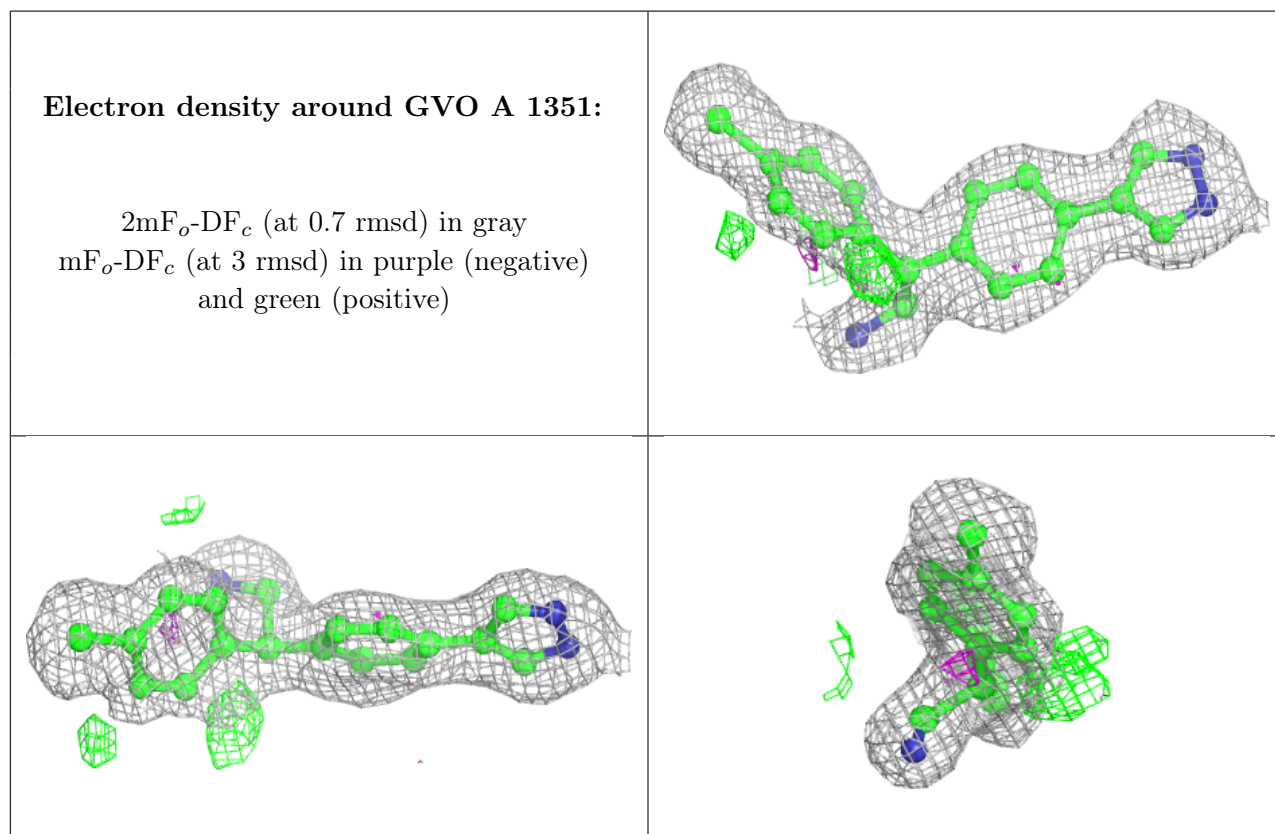 Electron density around GVO A 1351:
2mFₒ-DF𝒸 (at 0.7 rmsd) in gray
mFₒ-DF𝒸 (at 3 rmsd) in purple (negative)
and green (positive)